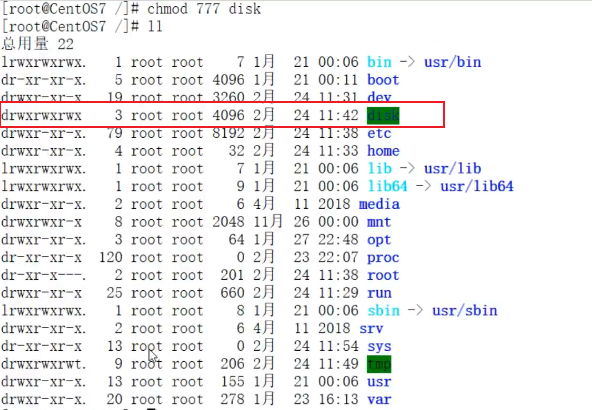 [root@CentOS7 /]# chmod 777 disk
[root@CentOS7 /]# ll
总用量 22
lrwxrwxrwx.   1 root root    7 1月  21 00:06 bin -> usr/bin
dr-xr-xr-x.   5 root root 4096 1月  21 00:11 boot
drwxr-xr-x   19 root root 3260 2月  24 11:31 dev
drwxrwxrwx    3 root root 4096 2月  24 11:42 disk
drwxr-xr-x.  79 root root 8192 2月  24 11:38 etc
drwxr-xr-x.   4 root root   32 2月  24 11:33 home
lrwxrwxrwx.   1 root root    7 1月  21 00:06 lib -> usr/lib
lrwxrwxrwx.   1 root root    9 1月  21 00:06 lib64 -> usr/lib64
drwxr-xr-x.   2 root root    6 4月  11 2018 media
drwxrwxr-x    8 root root 2048 11月 26 00:00 mnt
drwxr-xr-x.   3 root root   64 1月  27 22:48 opt
dr-xr-xr-x  120 root root    0 2月  23 22:07 proc
dr-xr-x---.   2 root root  201 2月  24 11:38 root
drwxr-xr-x   25 root root  660 2月  24 11:29 run
lrwxrwxrwx.   1 root root    8 1月  21 00:06 sbin -> usr/sbin
drwxr-xr-x.   2 root root    6 4月  11 2018 srv
dr-xr-xr-x   13 root root    0 2月  24 11:54 sys
drwxrwxrwt.   9 root root  206 2月  24 11:49 tmp
drwxr-xr-x.  13 root root  155 1月  21 00:06 usr
drwxr-xr-x.  20 root root  278 1月  23 16:13 var